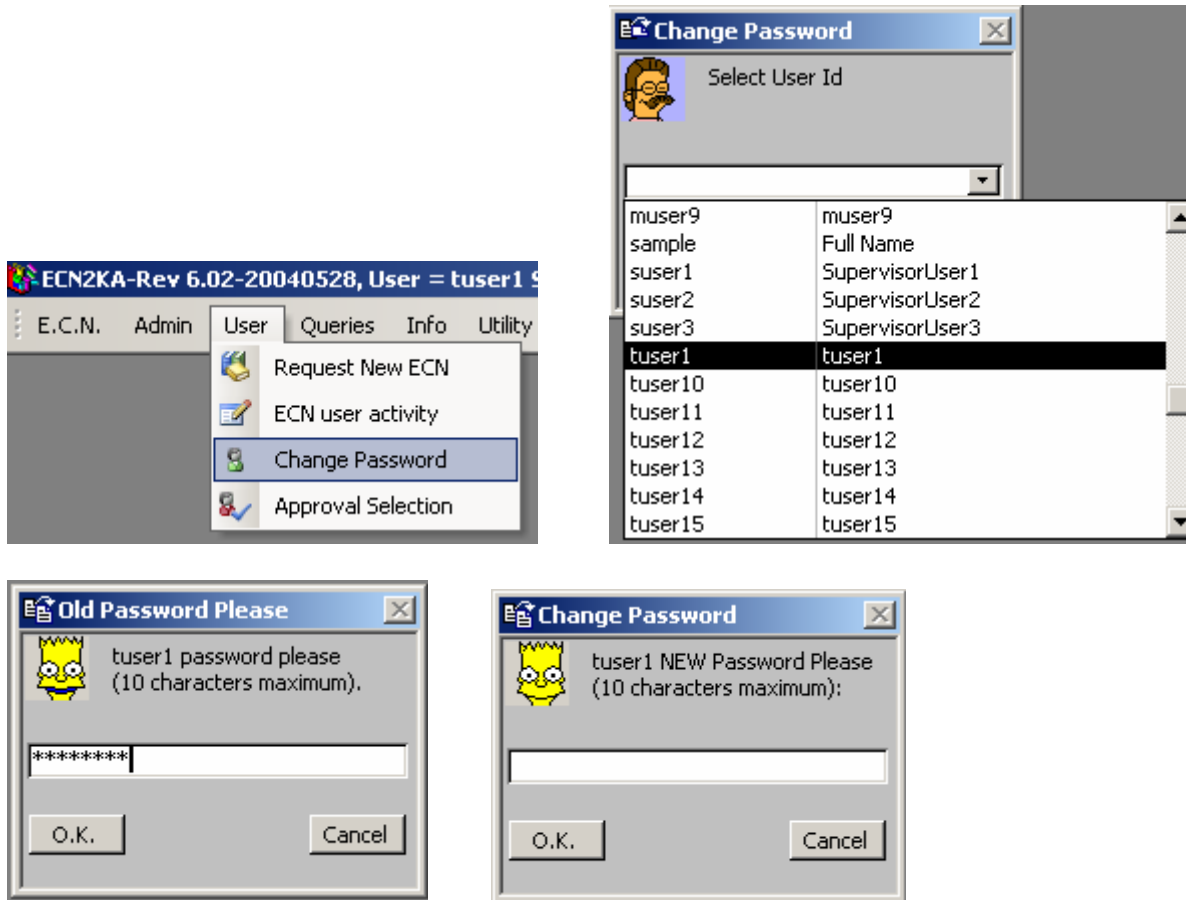 Change Password
Select User Id
muser9 muser9
sample Full Name
suser1 SupervisorUser1
suser2 SupervisorUser2
suser3 SupervisorUser3
tuser1 tuser1
tuser10 tuser10
tuser11 tuser11
tuser12 tuser12
tuser13 tuser13
tuser14 tuser14
tuser15 tuser15
ECN2KA-Rev 6.02-20040528, User = tuser1 S
E.C.N. Admin User Queries Info Utility
Request New ECN
ECN user activity
Change Password
Approval Selection
Old Password Please
tuser1 password please
(10 characters maximum).
********
O.K. Cancel
Change Password
tuser1 NEW Password Please
(10 characters maximum):
O.K. Cancel